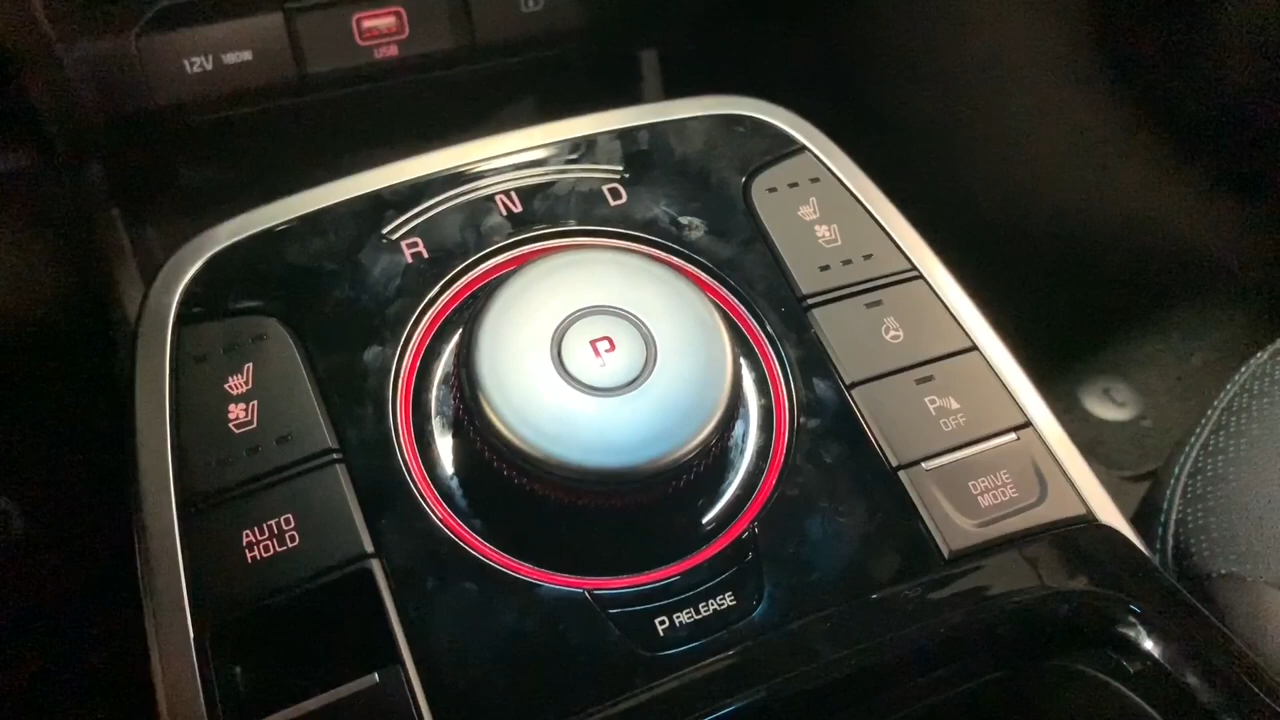 12V 180W
USB
R N D
P
AUTO
HOLD
P OFF
DRIVE
MODE
P RELEASE